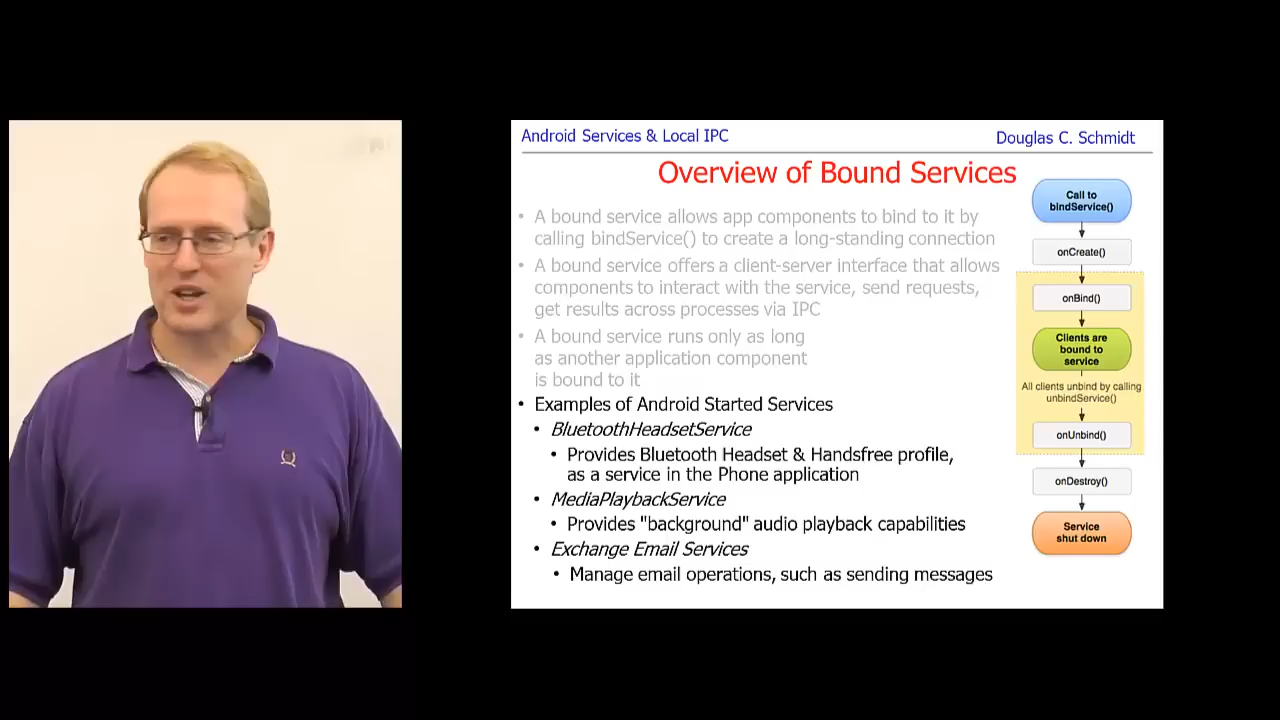 Android Services & Local IPC
Douglas C. Schmidt
Overview of Bound Services
• A bound service allows app components to bind to it by
calling bindService() to create a long-standing connection
• A bound service offers a client-server interface that allows
components to interact with the service, send requests,
get results across processes via IPC
• A bound service runs only as long
as another application component
is bound to it
• Examples of Android Started Services
• BluetoothHeadsetService
• Provides Bluetooth Headset & Handsfree profile,
as a service in the Phone application
• MediaPlaybackService
• Provides "background" audio playback capabilities
• Exchange Email Services
• Manage email operations, such as sending messages
Call to
bindService()
onCreate()
onBind()
Clients are
bound to
service
All clients unbind by calling
unbindService()
onUnbind()
onDestroy()
Service
shut down